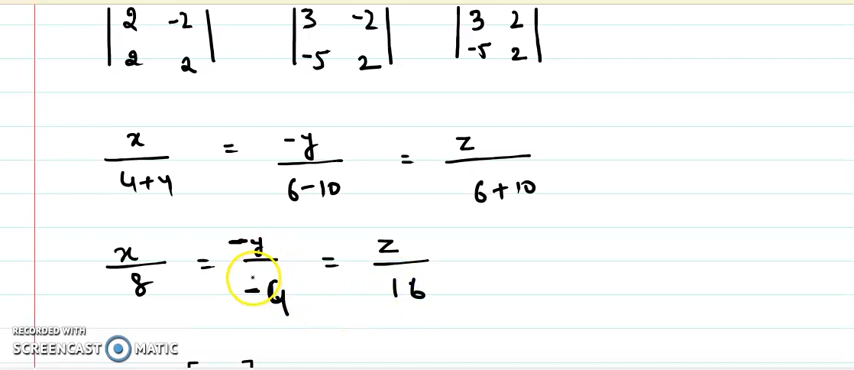 | 2 -2 | | 3 -2 | | 3 2 |
| 2 2 | | -5 2 | | -5 2 |
x/4+4 = -y/6-10 = z/6+10
x/8 = -y/-4 = z/16
RECORDED WITH
SCREENCAST MATIC